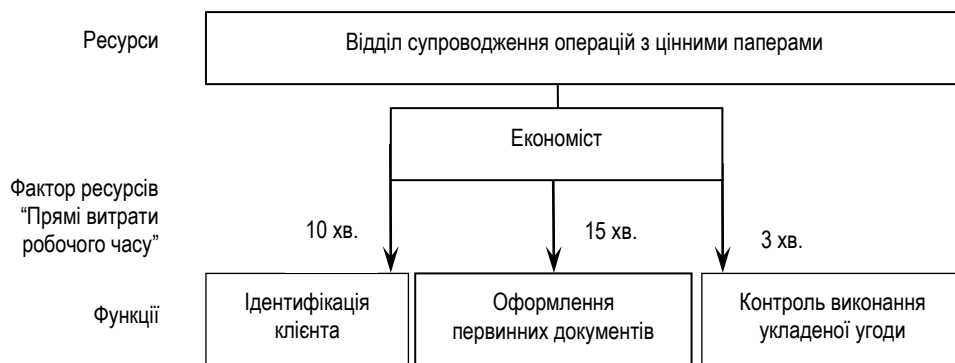 Ресурси
Відділ супроводження операцій з цінними паперами
Економіст
Фактор ресурсів
“Прямі витрати
робочого часу”
10 хв.
15 хв.
3 хв.
Функції
Ідентифікація
клієнта
Оформлення
первинних документів
Контроль виконання
укладеної угоди